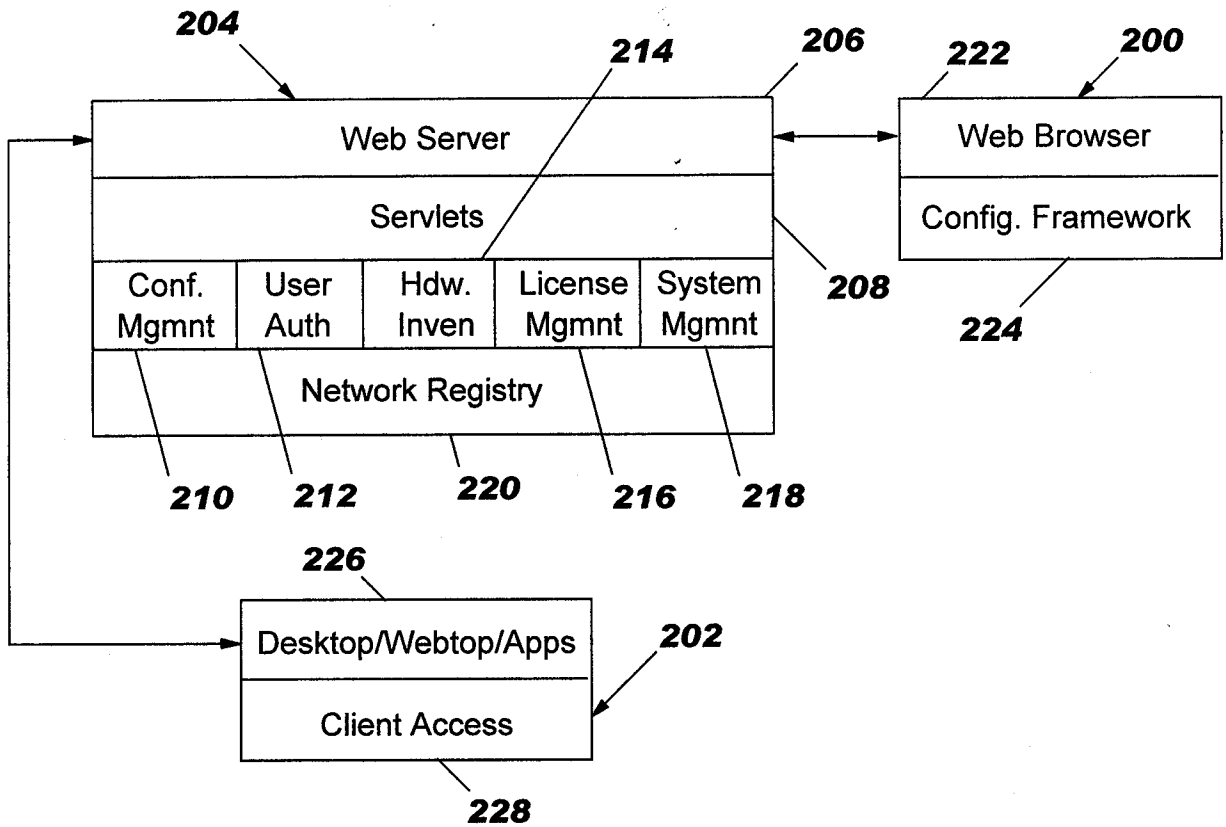 204
214
206
222
200
Web Server
Web Browser
Servlets
Config. Framework
Conf.
Mgmnt
User
Auth
Hdw.
Inven
License
Mgmnt
System
Mgmnt
208
224
Network Registry
210
212
220
216
218
226
Desktop/Webtop/Apps
202
Client Access
228